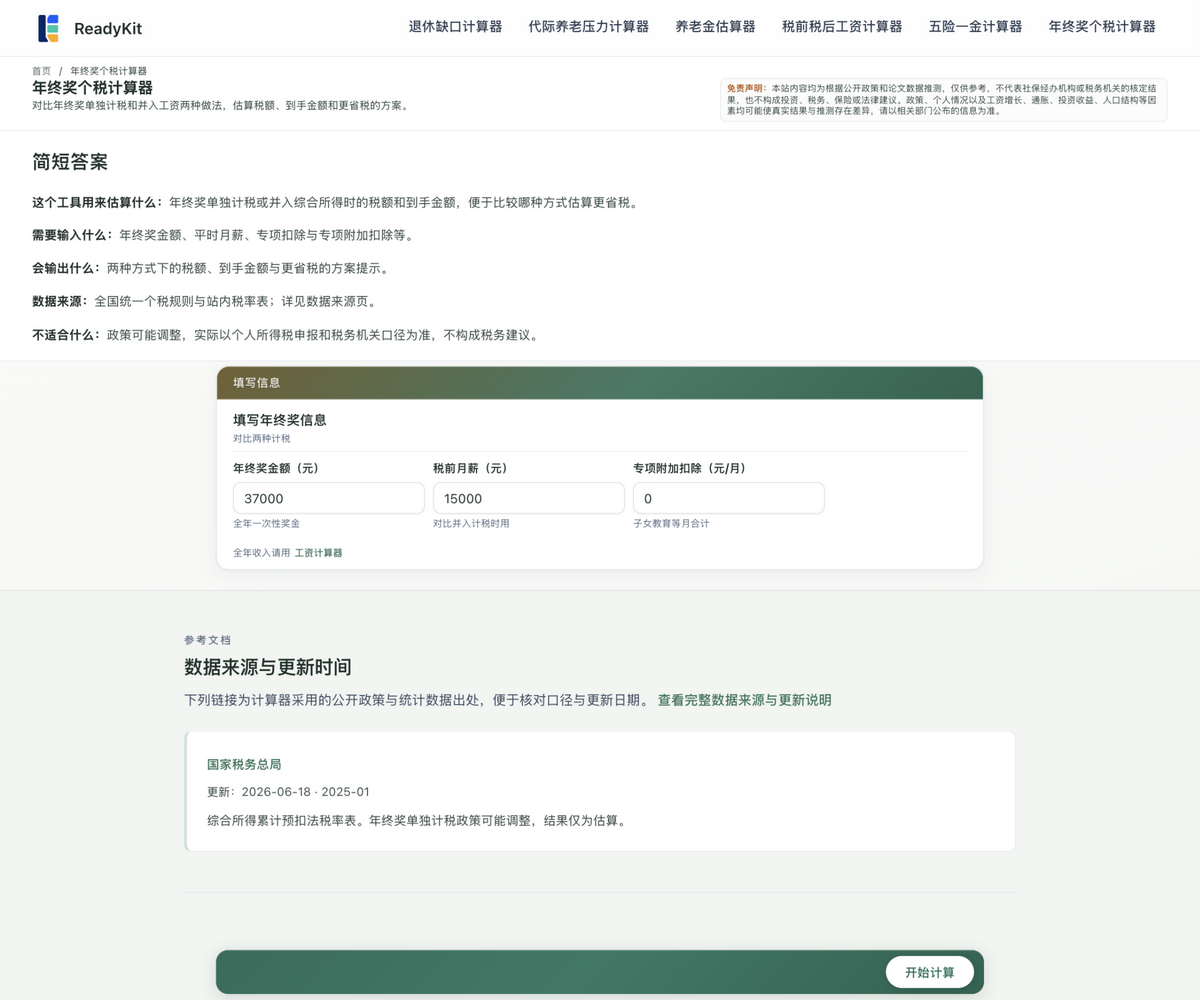 ReadyKit
退休缺口计算器 代际养老压力计算器 养老金估算器 税前税后工资计算器 五险一金计算器 年终奖个税计算器
首页 / 年终奖个税计算器
年终奖个税计算器
对比年终奖单独计税和并入工资两种做法，估算税额、到手金额和更省税的方案。
免责声明：本站内容均为根据公开政策和论文数据推测，仅供参考，不代表社保经办机构或税务机关的核定结
果，也不构成投资、税务、保险或法律建议。政策、个人情况以及工资增长、通胀、投资收益、人口结构等因
素均可能使真实结果与推测存在差异，请以相关部门公布的信息为准。
简短答案
这个工具用来估算什么：年终奖单独计税或并入综合所得时的税额和到手金额，便于比较哪种方式估算更省税。
需要输入什么：年终奖金额、平时月薪、专项扣除与专项附加扣除等。
会输出什么：两种方式下的税额、到手金额与更省税的方案提示。
数据来源：全国统一个税规则与站内税率表；详见数据来源页。
不适合什么：政策可能调整，实际以个人所得税申报和税务机关口径为准，不构成税务建议。
填写信息
填写年终奖信息
对比两种计税
年终奖金额（元） 税前月薪（元） 专项附加扣除（元/月）
37000 15000 0
全年一次性奖金 对比并入计税时用 子女教育等月合计
全年收入请用 工资计算器
参考文档
数据来源与更新时间
下列链接为计算器采用的公开政策与统计数据出处，便于核对口径与更新日期。 查看完整数据来源与更新说明
国家税务总局
更新：2026-06-18 · 2025-01
综合所得累计预扣法税率表。年终奖单独计税政策可能调整，结果仅为估算。
开始计算